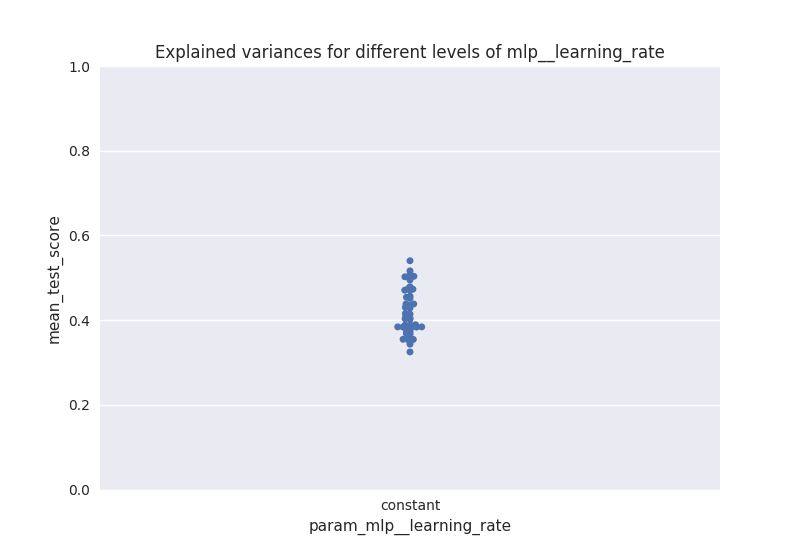 Explained variances for different levels of mlp__learning_rate
1.0
0.8
0.6
0.4
0.2
0.0
mean_test_score
constant
param_mlp__learning_rate